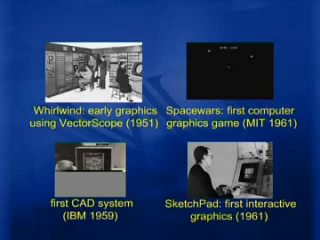 Whirlwind: early graphics
using VectorScope (1951)
Spacewars: first computer
graphics game (MIT 1961)
first CAD system
(IBM 1959)
SketchPad: first interactive
graphics (1961)